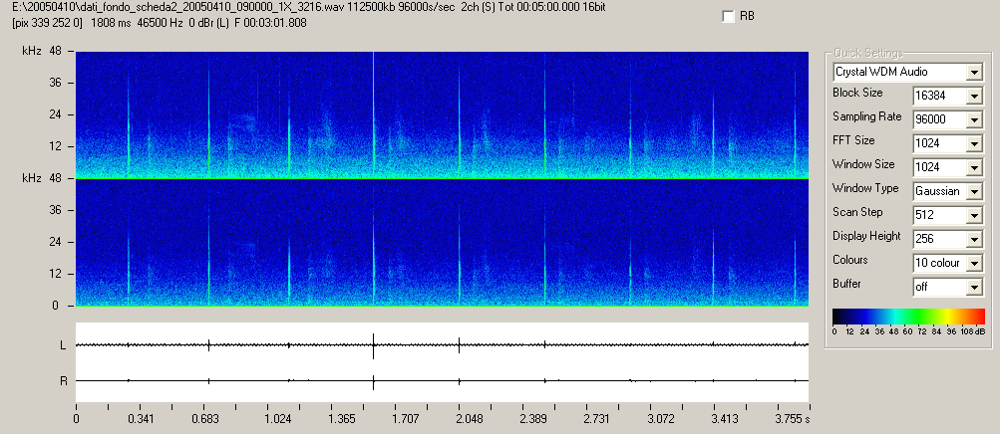 E:\20050410\dati_fondo_scheda2_20050410_090000_1X_3216.wav 112500kb 96000s/sec 2ch (S) Tot 00:05:00.000 16bit
[pix 339 252 0] 1808 ms 46500 Hz 0 dBr (L) F 00:03:01.808
RB
kHz 48
36
24
12
kHz 48
36
24
12
0
L
R
0 0.341 0.683 1.024 1.365 1.707 2.048 2.389 2.731 3.072 3.413 3.755 s
Quick Settings
Crystal WDM Audio
Block Size 16384
Sampling Rate 96000
FFT Size 1024
Window Size 1024
Window Type Gaussian
Scan Step 512
Display Height 256
Colours 10 colour
Buffer off
0 12 24 36 48 60 72 84 96 108 dB